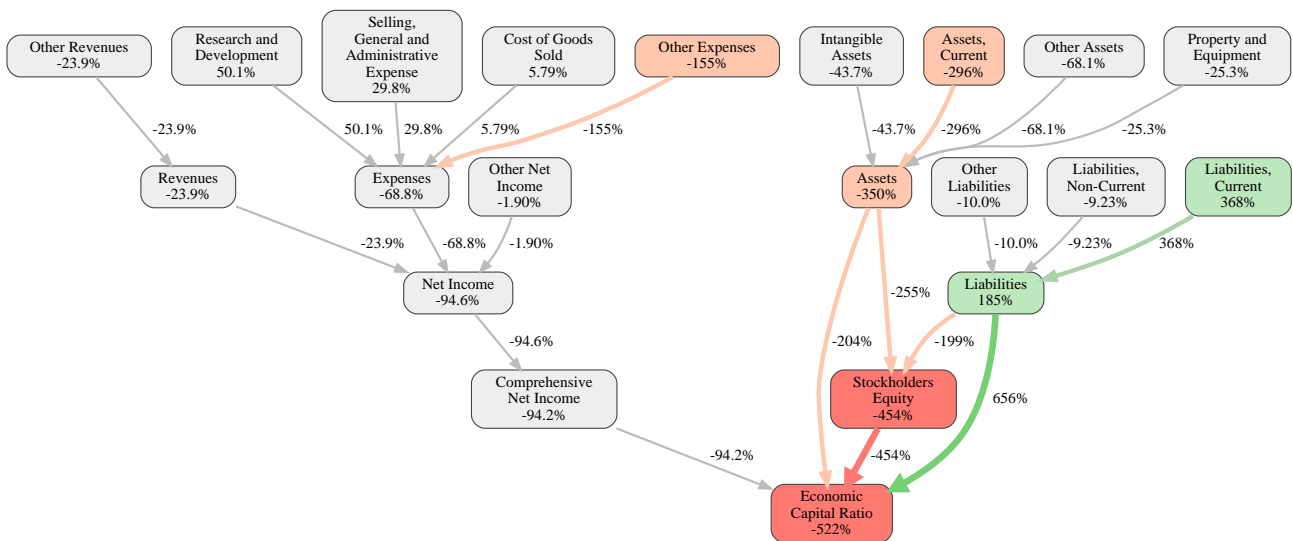 Other Revenues
-23.9%
Research and
Development
50.1%
Selling,
General and
Administrative
Expense
29.8%
Cost of Goods
Sold
5.79%
Other Expenses
-155%
Intangible
Assets
-43.7%
Assets,
Current
-296%
Other Assets
-68.1%
Property and
Equipment
-25.3%
-23.9%
50.1%
29.8%
5.79%
-155%
-43.7%
-296%
-68.1%
-25.3%
Revenues
-23.9%
Expenses
-68.8%
Other Net
Income
-1.90%
Assets
-350%
Other
Liabilities
-10.0%
Liabilities,
Non-Current
-9.23%
Liabilities,
Current
368%
-23.9%
-68.8%
-1.90%
-10.0%
-9.23%
368%
Net Income
-94.6%
-255%
Liabilities
185%
-94.6%
-204%
-199%
Comprehensive
Net Income
-94.2%
Stockholders
Equity
-454%
656%
-94.2%
-454%
Economic
Capital Ratio
-522%